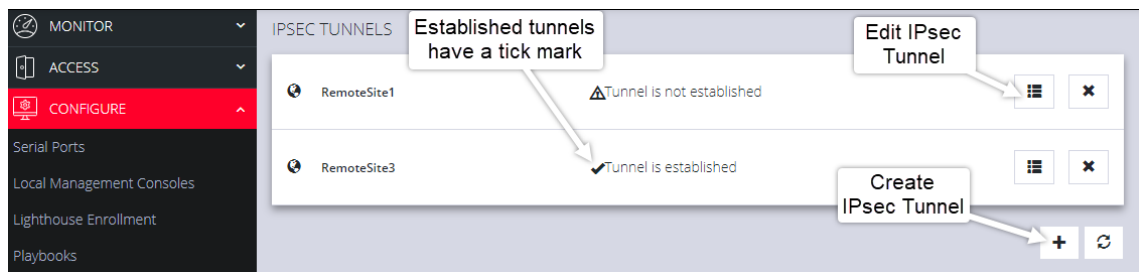 MONITOR
ACCESS
CONFIGURE
Serial Ports
Local Management Consoles
Lighthouse Enrollment
Playbooks
IPSEC TUNNELS
Established tunnels
have a tick mark
Edit IPsec
Tunnel
RemoteSite1 Tunnel is not established
RemoteSite3 Tunnel is established
Create
IPsec Tunnel